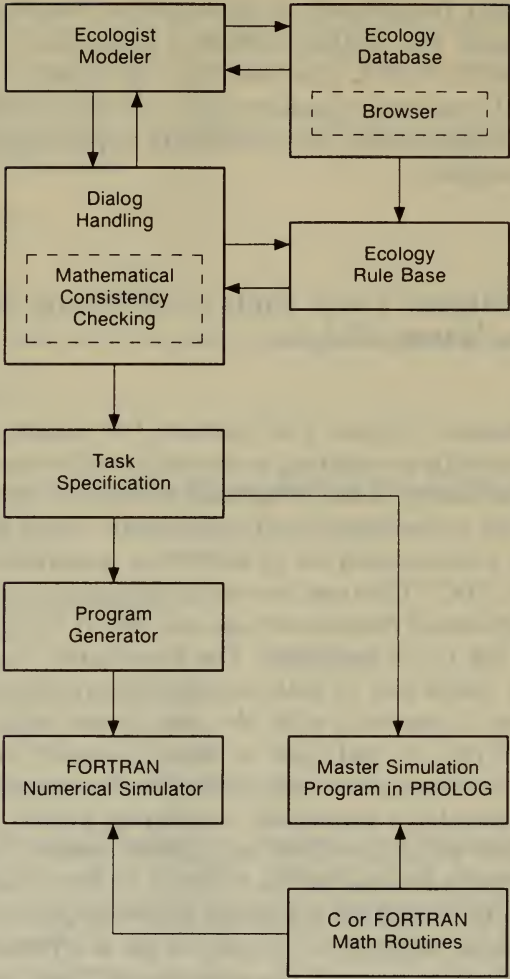 Ecologist
Modeler
Ecology
Database
Browser
Dialog
Handling
Mathematical
Consistency
Checking
Ecology
Rule Base
Task
Specification
Program
Generator
FORTRAN
Numerical Simulator
Master Simulation
Program in PROLOG
C or FORTRAN
Math Routines